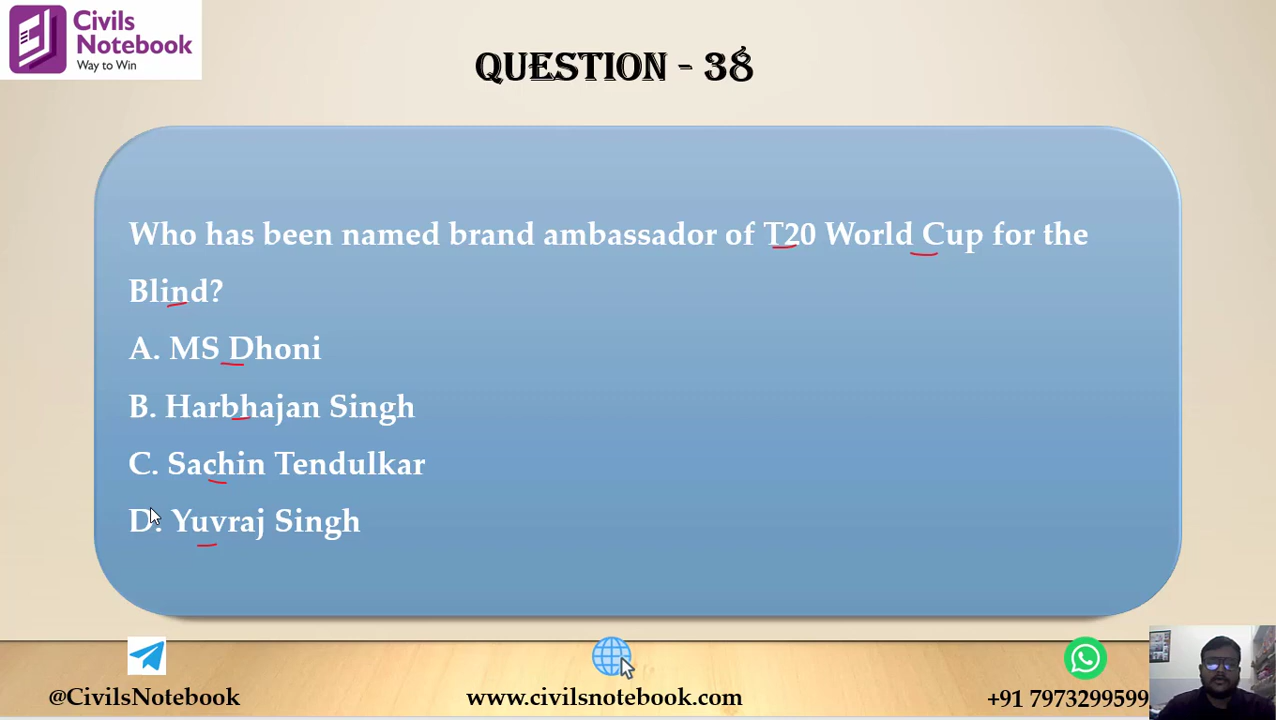 Civils
Notebook
Way to Win
QUESTION - 38
Who has been named brand ambassador of T20 World Cup for the
Blind?
A. MS Dhoni
B. Harbhajan Singh
C. Sachin Tendulkar
D. Yuvraj Singh
@CivilsNotebook
www.civilsnotebook.com
+91 7973299599